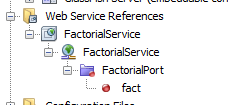 Web Service References
FactorialService
FactorialService
FactorialPort
fact